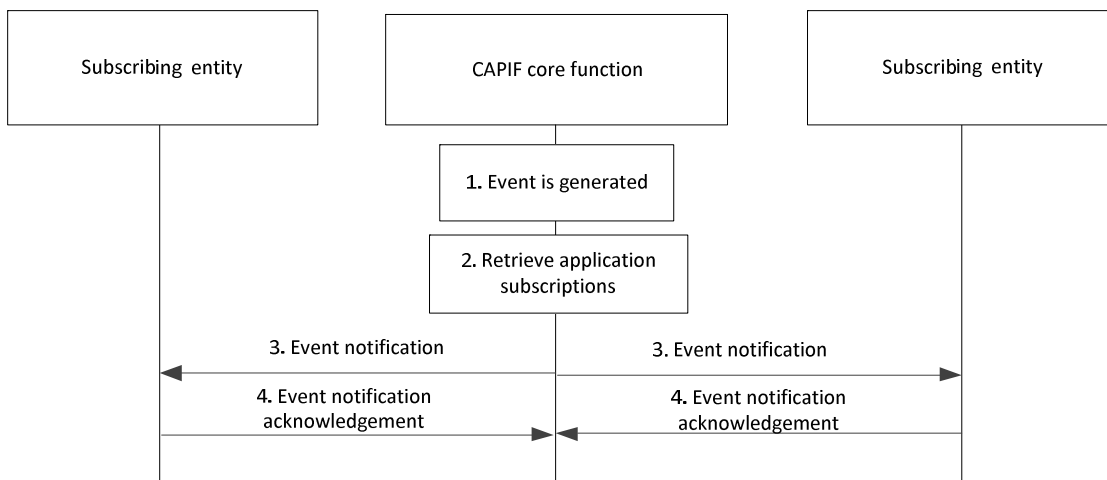 Subscribing entity
CAPIF core function
Subscribing entity
1. Event is generated
2. Retrieve application
subscriptions
3. Event notification
3. Event notification
4. Event notification
acknowledgement
4. Event notification
acknowledgement